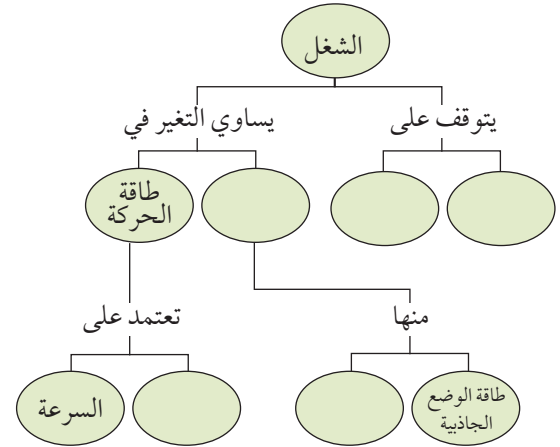 الشغل
يتوقف على
يساوي التغير في
طاقة
الحركة
منها
تعتمد على
طاقة الوضع
الجاذبية
السرعة